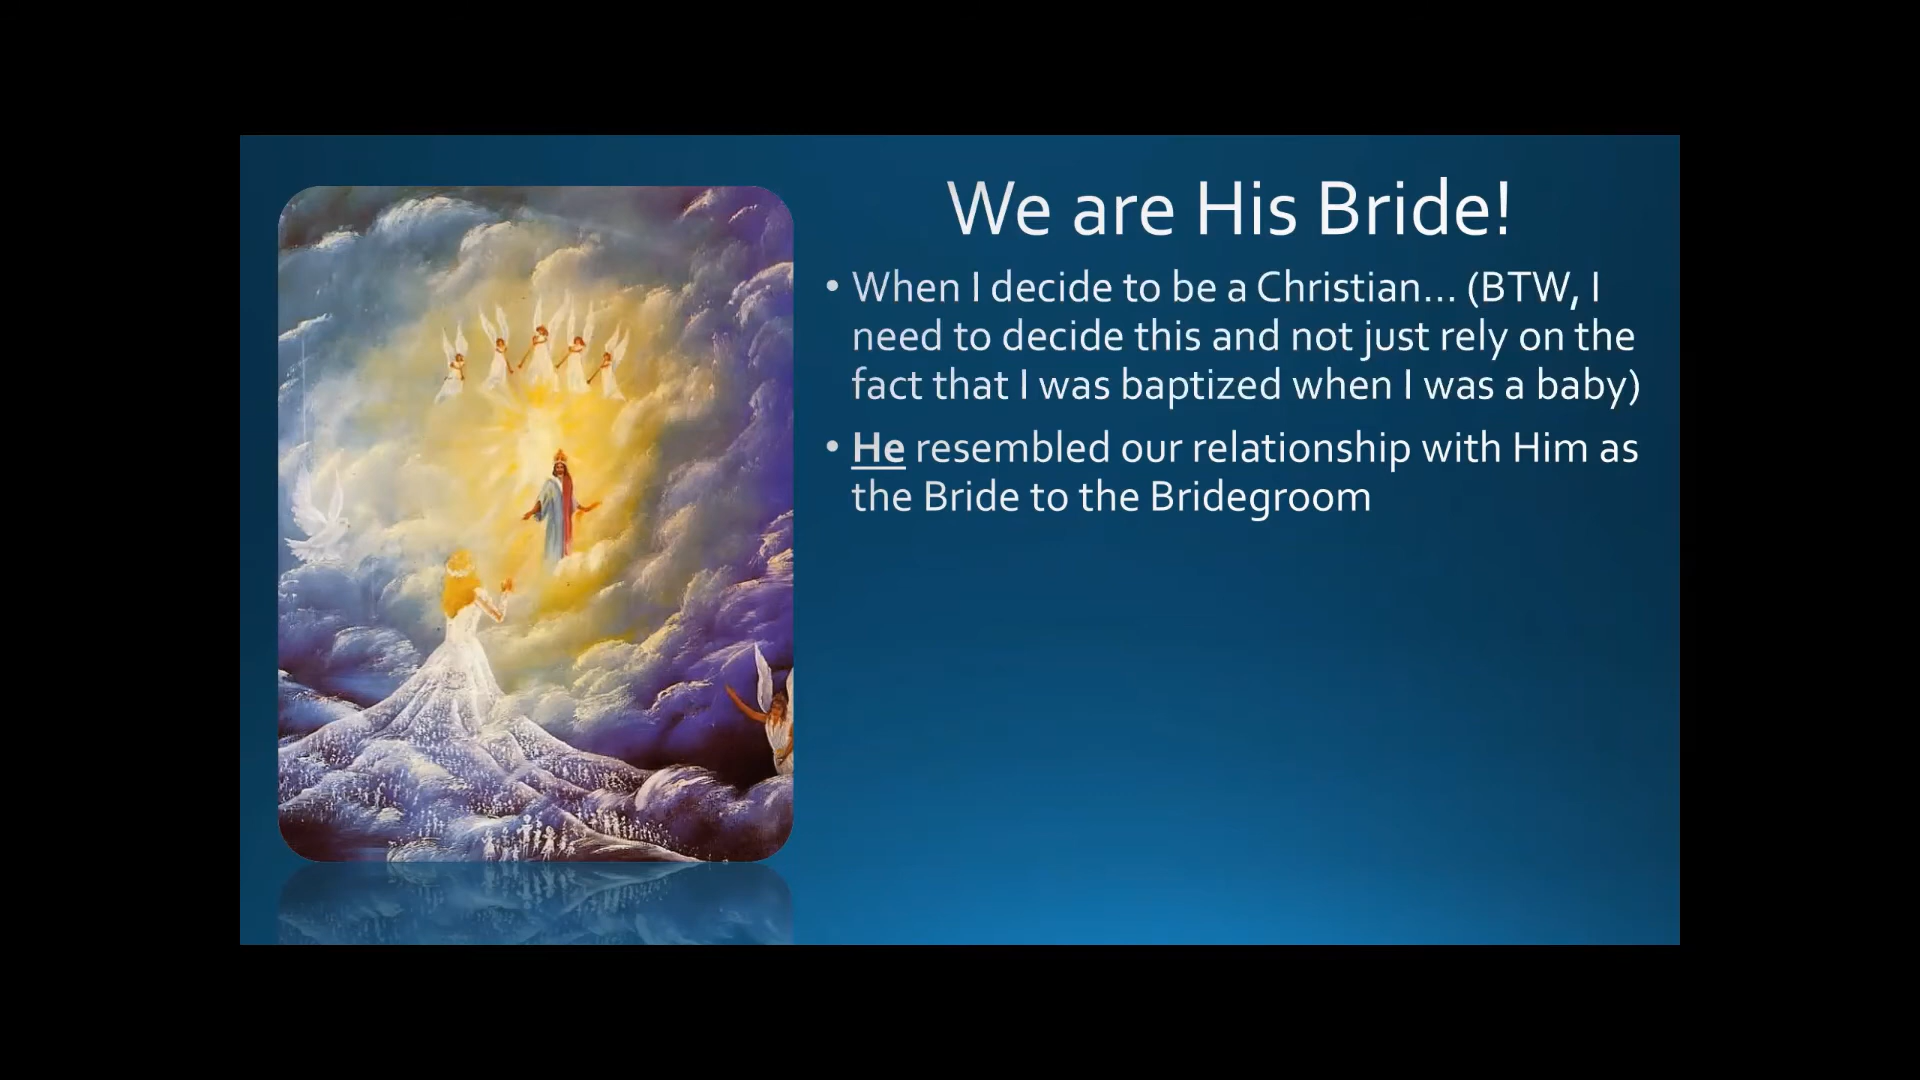 We are His Bride!
• When I decide to be a Christian... (BTW, I
need to decide this and not just rely on the
fact that I was baptized when I was a baby)
• He resembled our relationship with Him as
the Bride to the Bridegroom